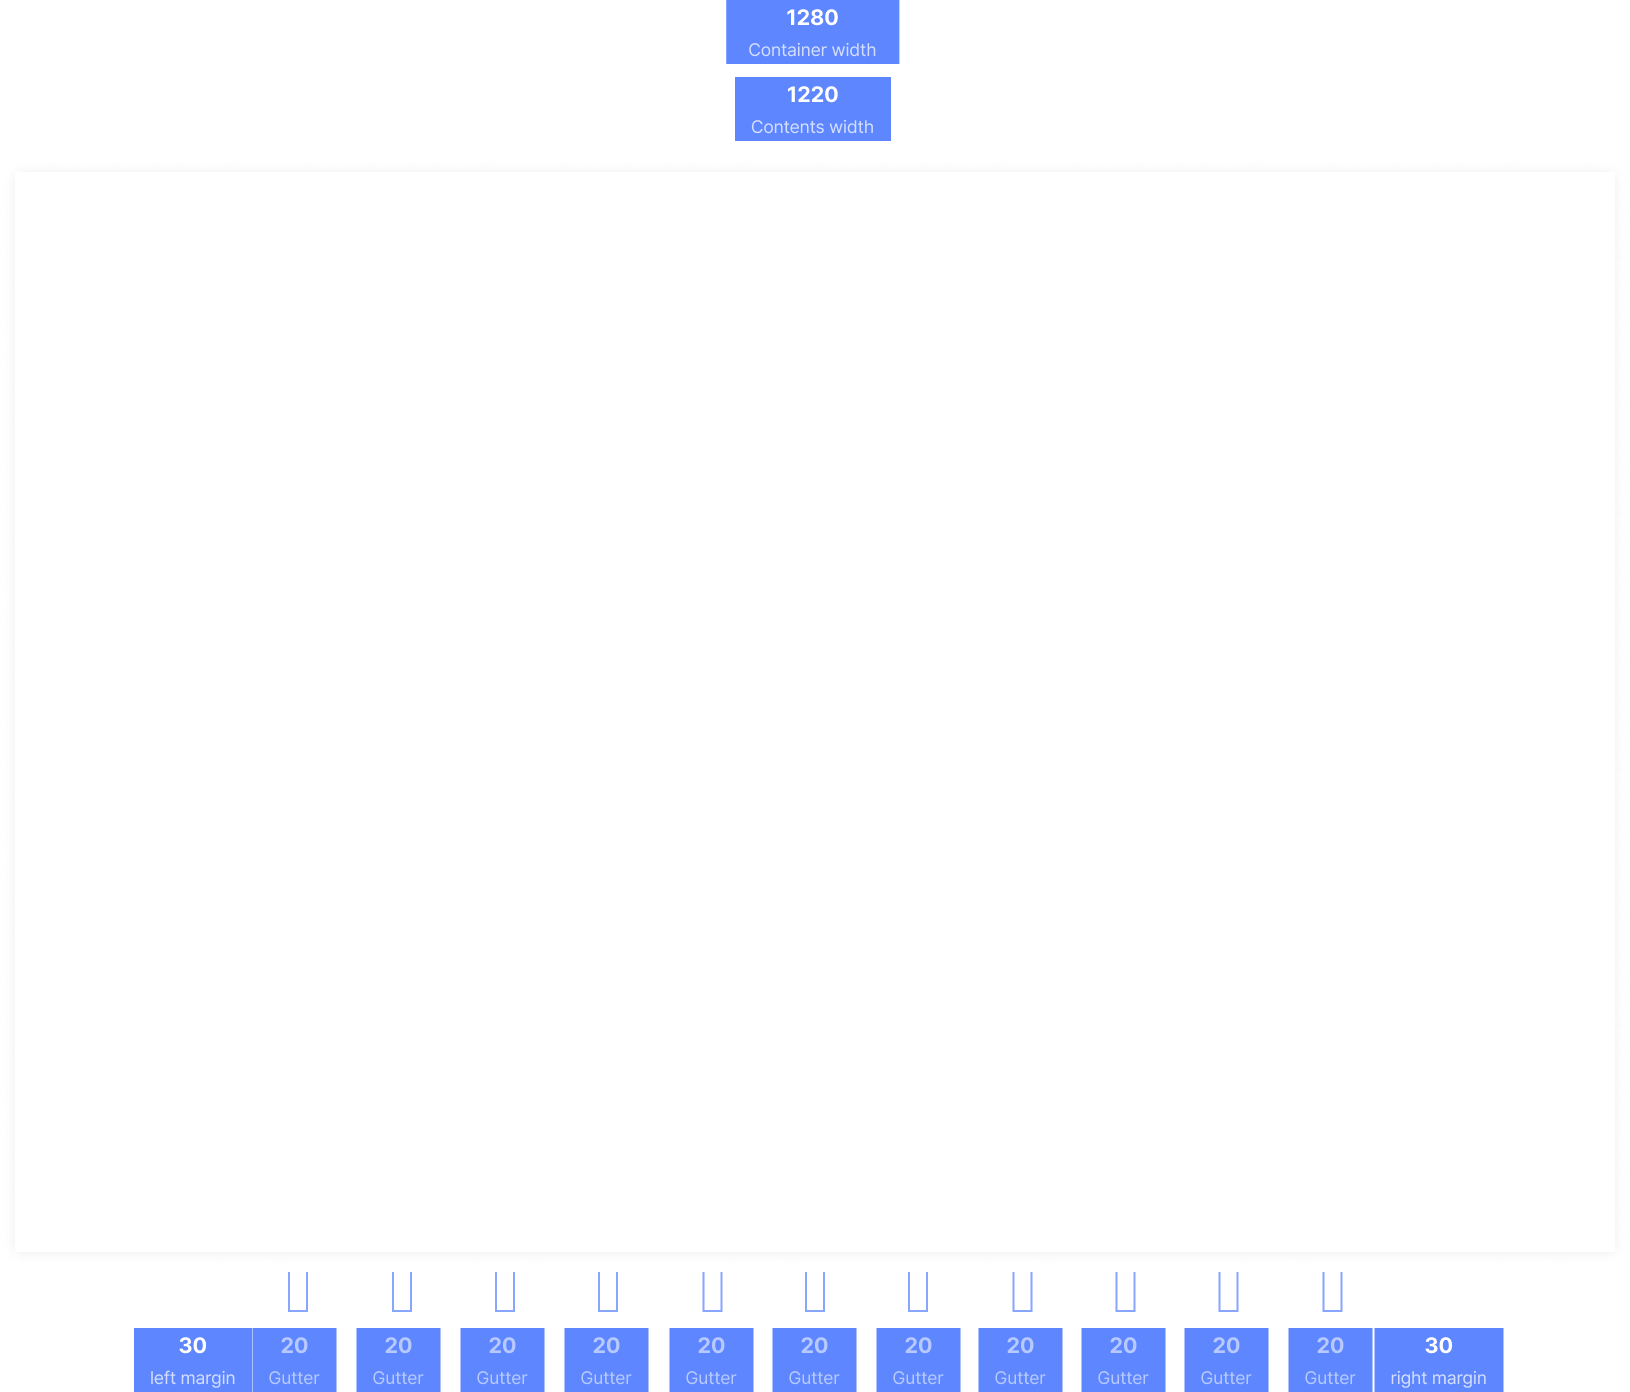 1280
Container width
1220
Contents width
30 20 20 20 20 20 20 20 20 20 20 20 30
left margin Gutter Gutter Gutter Gutter Gutter Gutter Gutter Gutter Gutter Gutter Gutter right margin